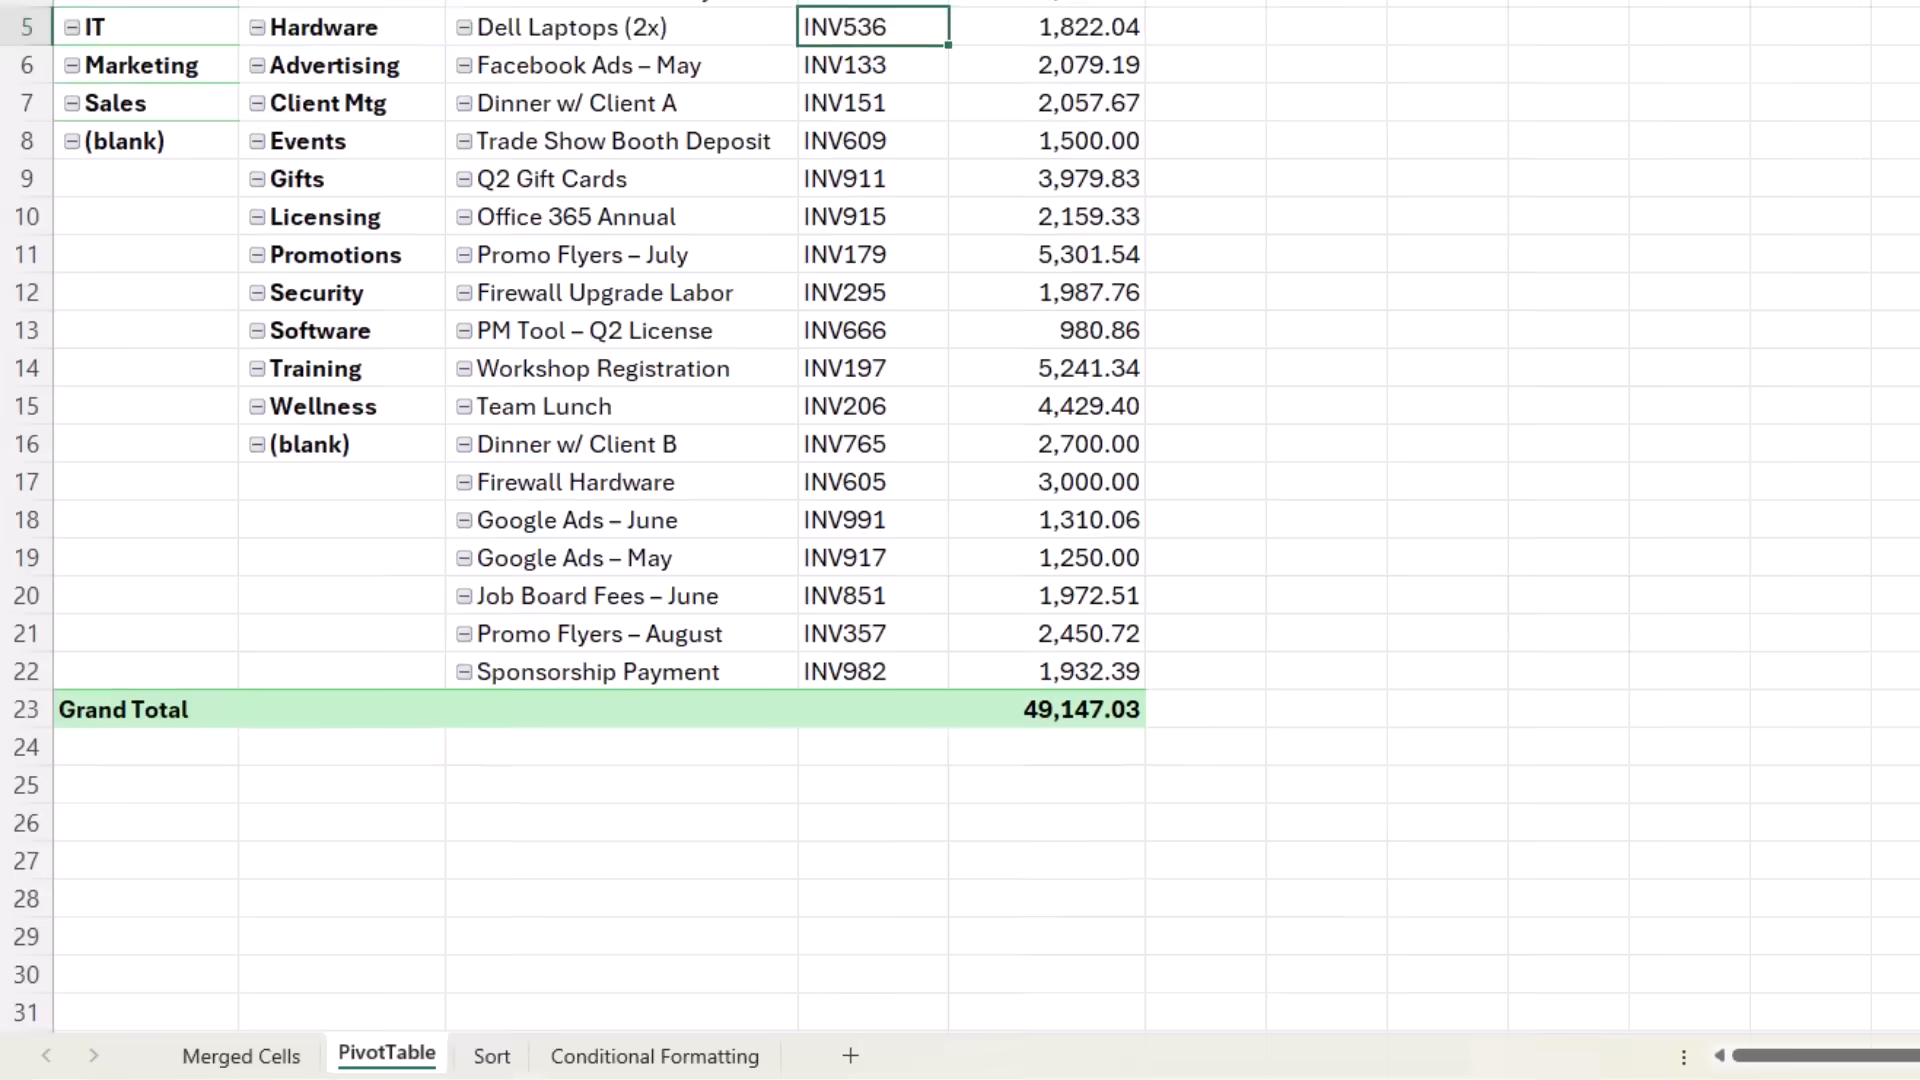 5 IT Hardware Dell Laptops (2x) INV536 1,822.04
6 Marketing Advertising Facebook Ads – May INV133 2,079.19
7 Sales Client Mtg Dinner w/ Client A INV151 2,057.67
8 (blank) Events Trade Show Booth Deposit INV609 1,500.00
9 Gifts Q2 Gift Cards INV911 3,979.83
10 Licensing Office 365 Annual INV915 2,159.33
11 Promotions Promo Flyers – July INV179 5,301.54
12 Security Firewall Upgrade Labor INV295 1,987.76
13 Software PM Tool – Q2 License INV666 980.86
14 Training Workshop Registration INV197 5,241.34
15 Wellness Team Lunch INV206 4,429.40
16 (blank) Dinner w/ Client B INV765 2,700.00
17 Firewall Hardware INV605 3,000.00
18 Google Ads – June INV991 1,310.06
19 Google Ads – May INV917 1,250.00
20 Job Board Fees – June INV851 1,972.51
21 Promo Flyers – August INV357 2,450.72
22 Sponsorship Payment INV982 1,932.39
23 Grand Total 49,147.03
24
25
26
27
28
29
30
31
Merged Cells PivotTable Sort Conditional Formatting